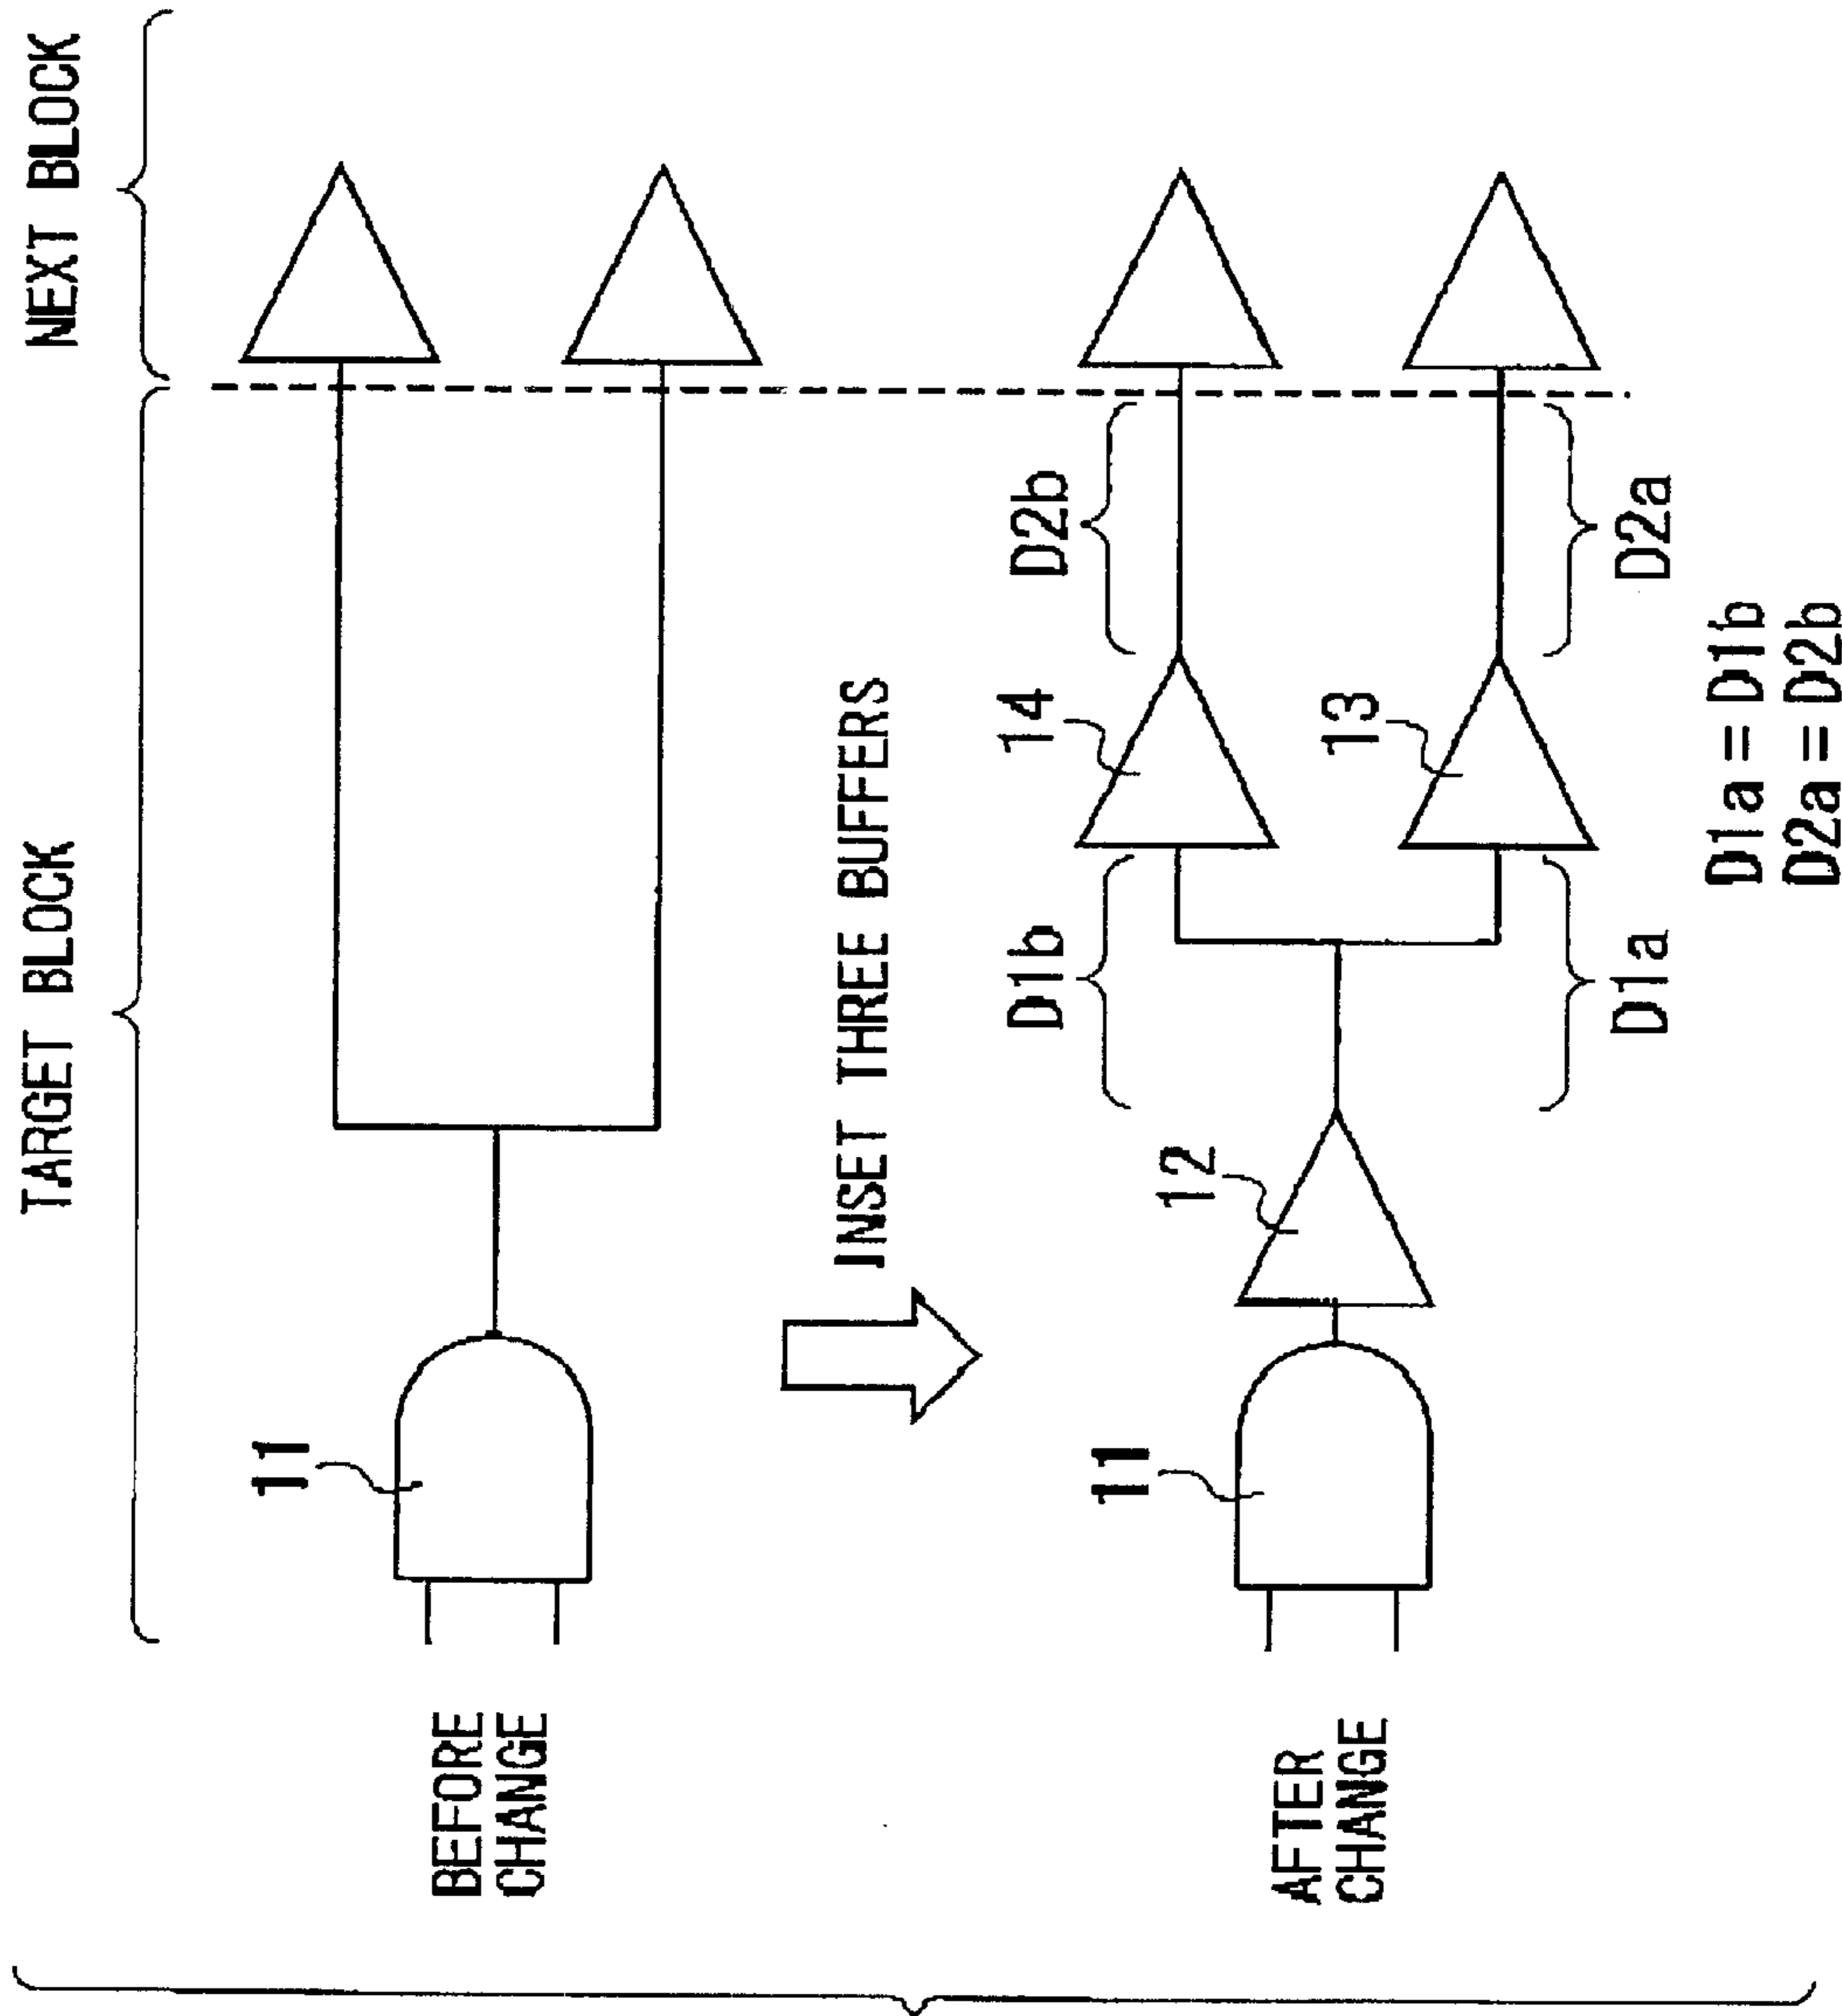 TARGET BLOCK
NEXT BLOCK
BEFORE
CHANGE
11
INSET THREE BUFFERS
AFTER
CHANGE
11
12
D1b
14
D2b
13
D1a
D2a
D1a = D1b
D2a = D2b